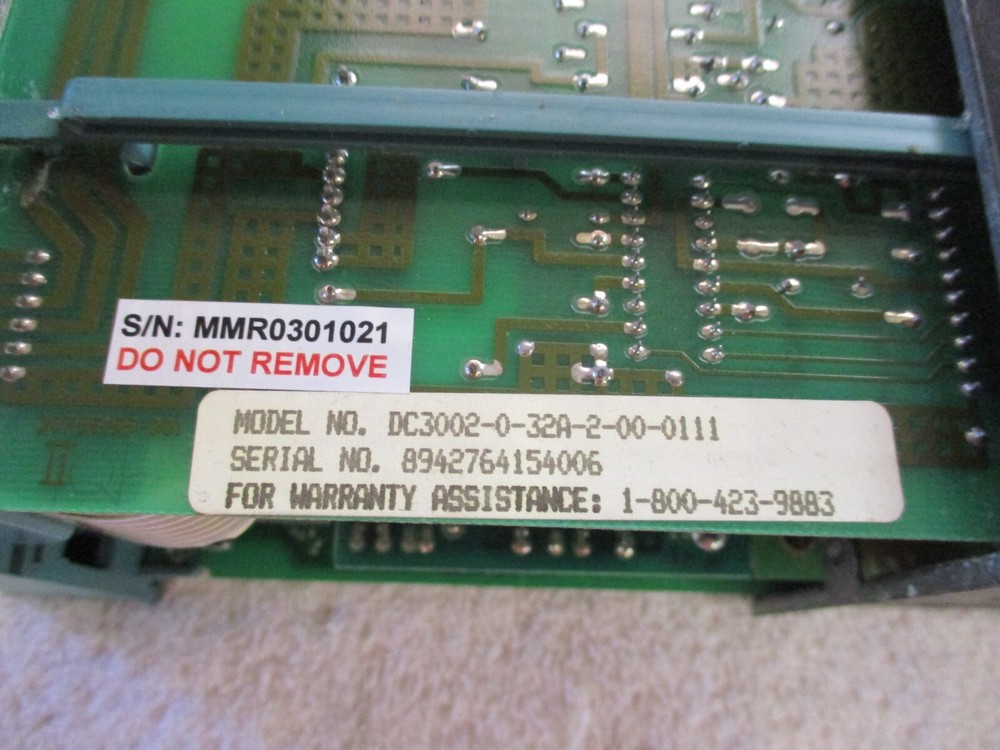 S/N: MMR0301021
DO NOT REMOVE
MODEL NO. DC3002-0-32A-2-00-0111
SERIAL NO. 8942764154006
FOR WARRANTY ASSISTANCE: 1-800-423-9883